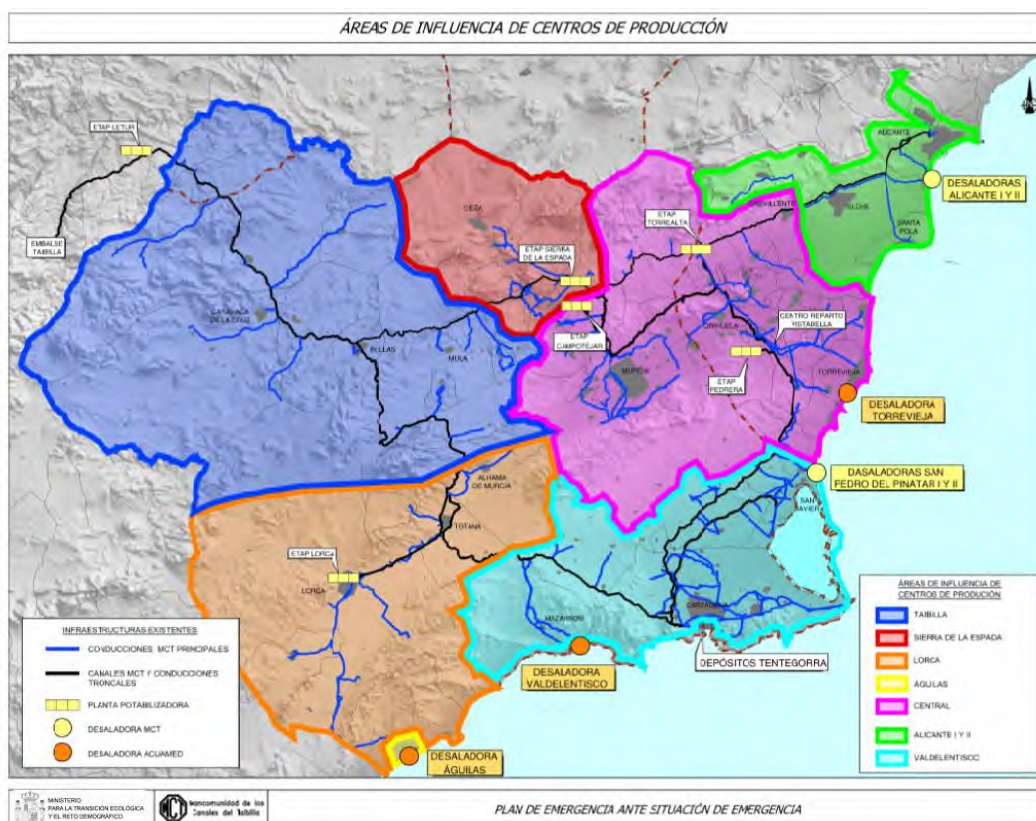 ÁREAS DE INFLUENCIA DE CENTROS DE PRODUCCIÓN
ETAP LETUR
EMBALSE
TAIBILLA
CARAVACA
DE LA CRUZ
BULLAS
MULA
CIEZA
ETAP SIERRA
DE LA ESPADA
ETAP
CAMPOTEJAR
ETAP
TORREALTA
CREVILLENTE
ALICANTE
ELCHE
SANTA
POLA
DESALADORAS
ALICANTE I Y II
MURCIA
ORIHUELA
CENTRO REPARTO
VISTABELLA
ETAP
PEDRERA
TORREVIEJA
DESALADORA
TORREVIEJA
DASALADORAS SAN
PEDRO DEL PINATAR I Y II
SAN
JAVIER
ALHAMA
DE MURCIA
TOTANA
ETAP LORCA
LORCA
MAZARRÓN
CARTAGENA
DEPÓSITOS TENTEGORRA
DESALADORA
VALDELENTISCO
DESALADORA
ÁGUILAS
INFRAESTRUCTURAS EXISTENTES
CONDUCCIONES MCT PRINCIPALES
CANALES MCT Y CONDUCCIONES
TRONCALES
PLANTA POTABILIZADORA
DESALADORA MCT
DESALADORA ACUAMED
ÁREAS DE INFLUENCIA DE
CENTROS DE PRODUCIÓN
TAIBILLA
SIERRA DE LA ESPADA
LORCA
ÁGULAS
CENTRAL
ALICANTE I Y II
VALDELENTISCO
MINISTERIO
PARA LA TRANSICIÓN ECOLÓGICA
Y EL RETO DEMOGRÁFICO
MCT
Mancomunidad de los
Canales del Taibilla
PLAN DE EMERGENCIA ANTE SITUACIÓN DE EMERGENCIA